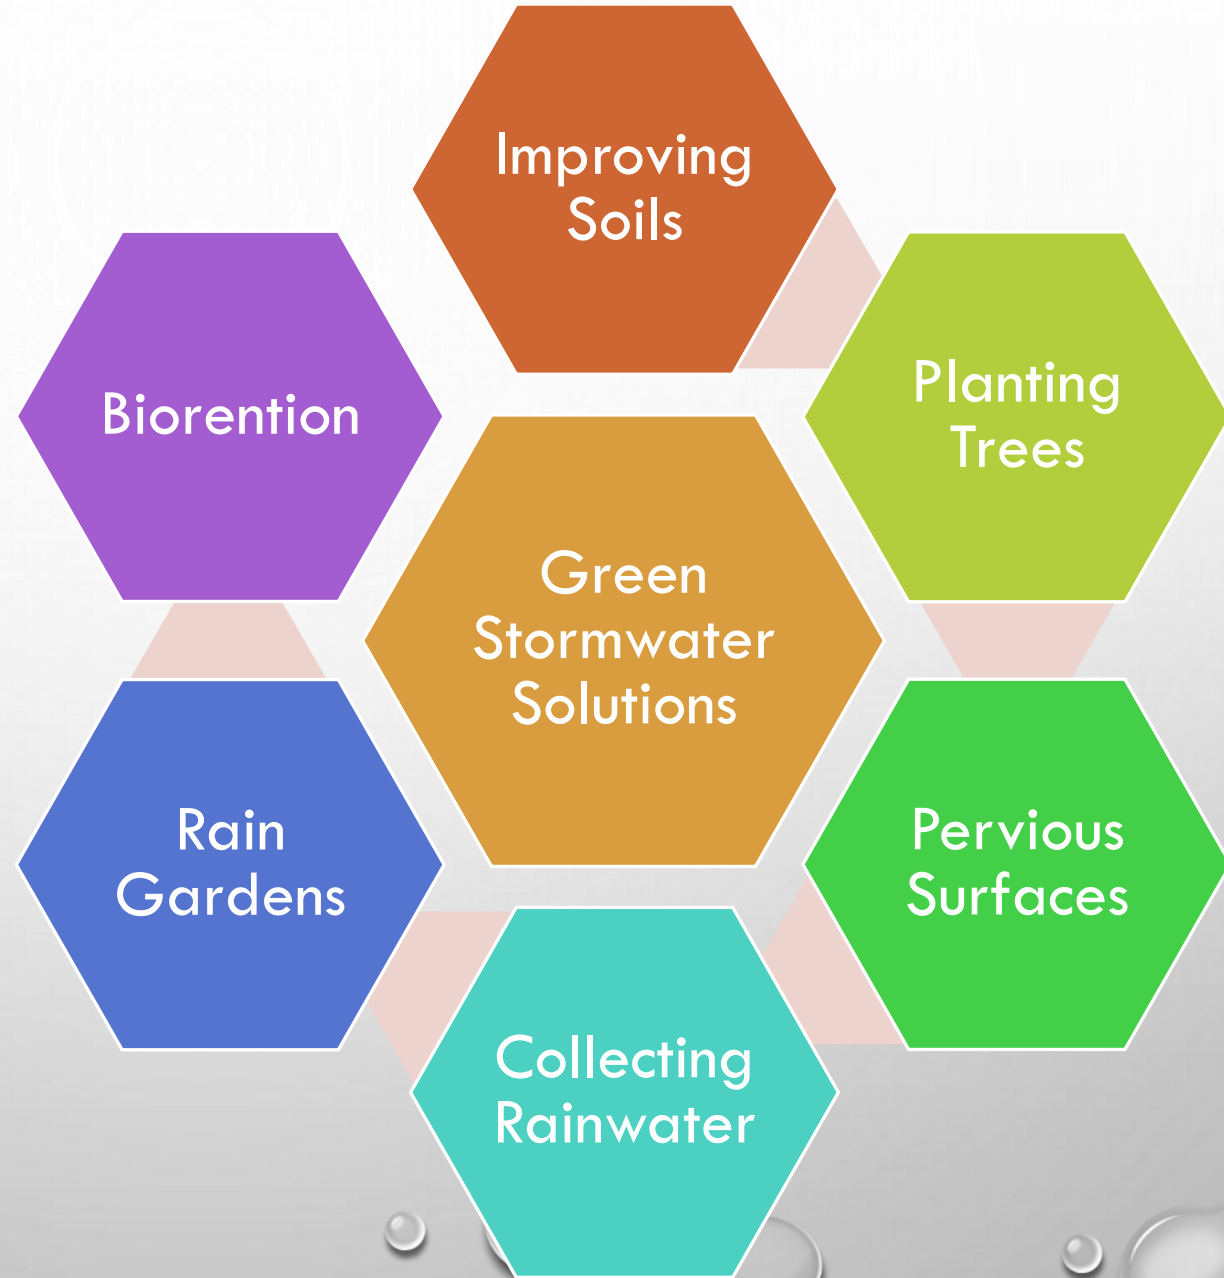 Improving
Soils
Planting
Trees
Pervious
Surfaces
Collecting
Rainwater
Rain
Gardens
Biorention
Green
Stormwater
Solutions